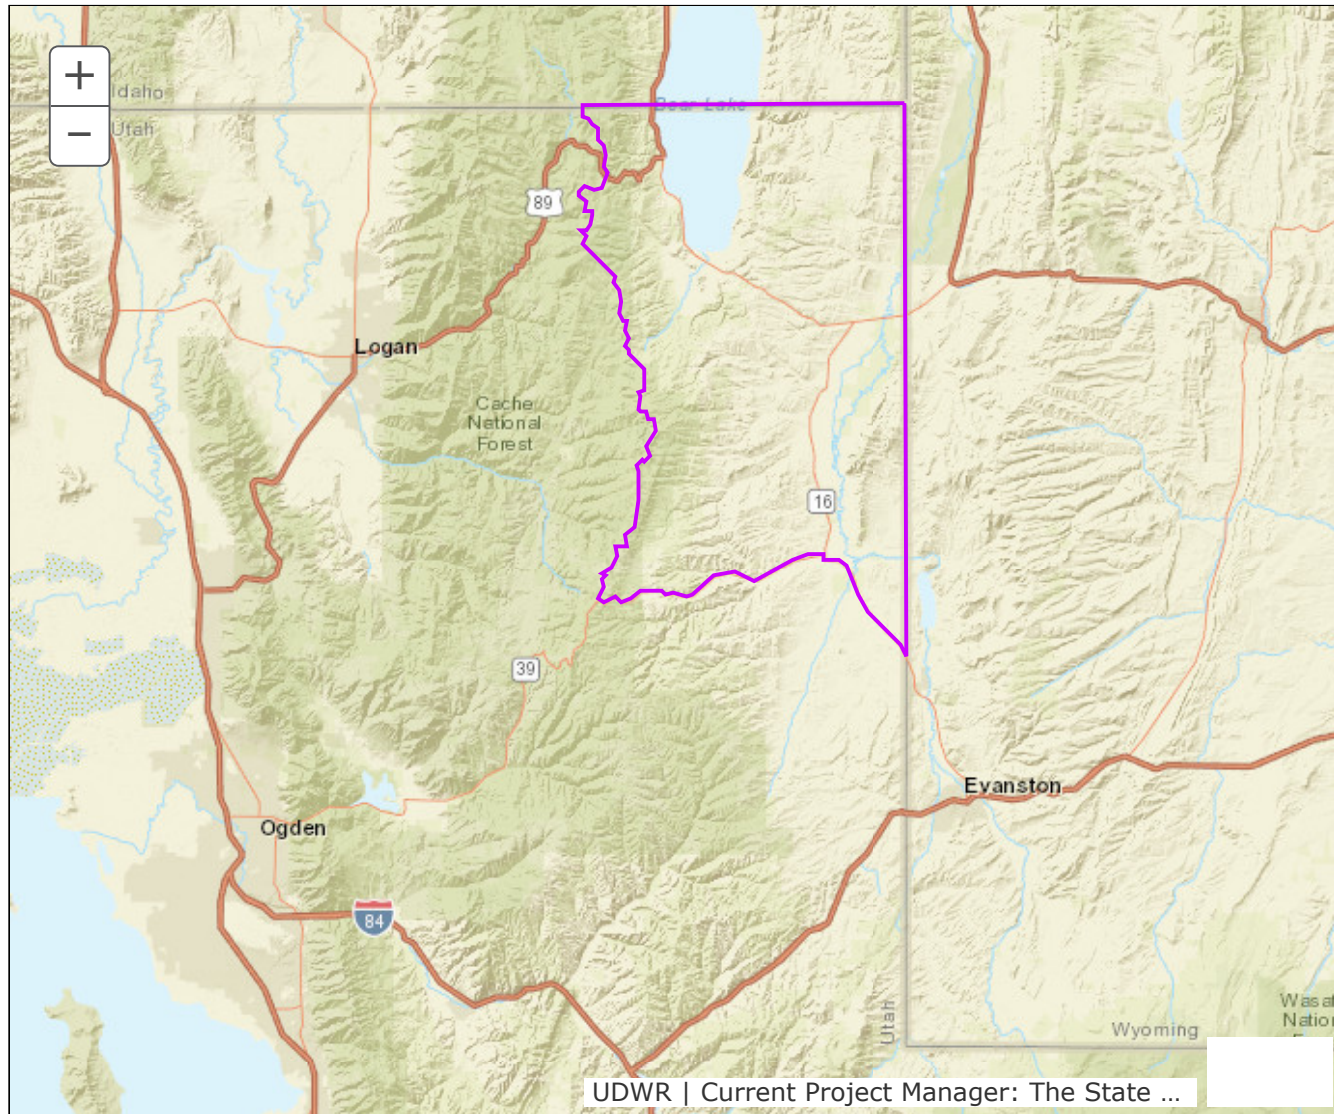 +
Idaho
Bear Lake
−
Utah
89
Logan
Cache
National
Forest
16
39
Evanston
Ogden
84
Utah
Wyoming
Wasat
Nation
UDWR | Current Project Manager: The State ...